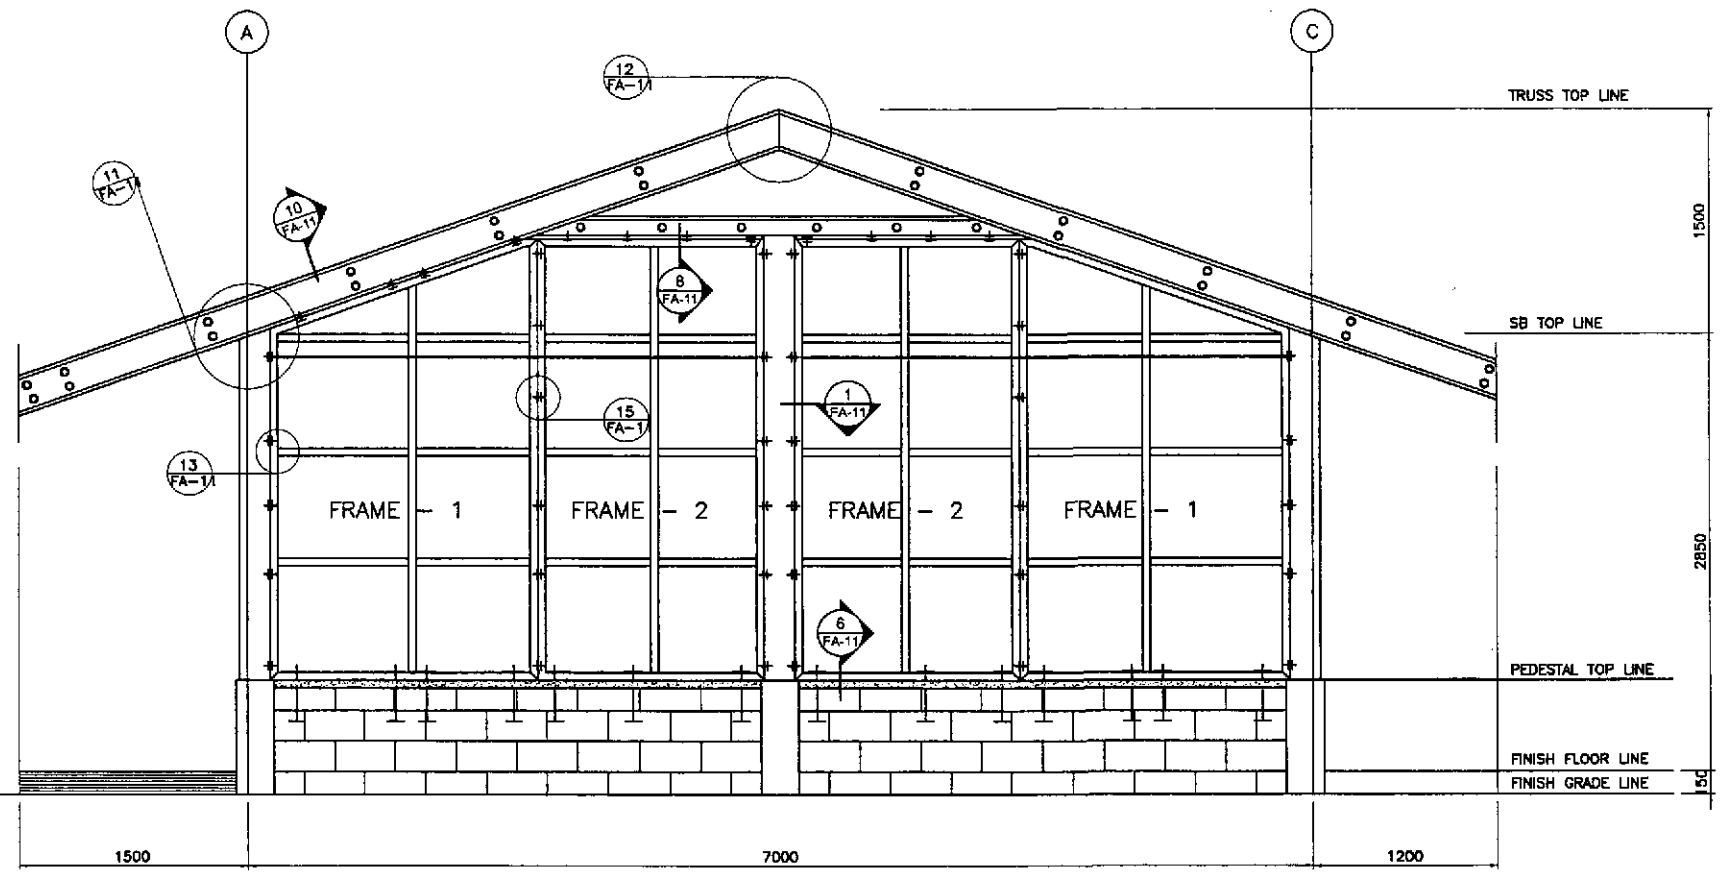 A
C
12
FA-11
TRUSS TOP LINE
11
FA-1
10
FA-11
1500
8
FA-11
SB TOP LINE
1
FA-11
15
FA-1
13
FA-11
FRAME - 1
FRAME - 2
FRAME - 2
FRAME - 1
2850
6
FA-11
PEDESTAL TOP LINE
FINISH FLOOR LINE
FINISH GRADE LINE
150
1500
7000
1200